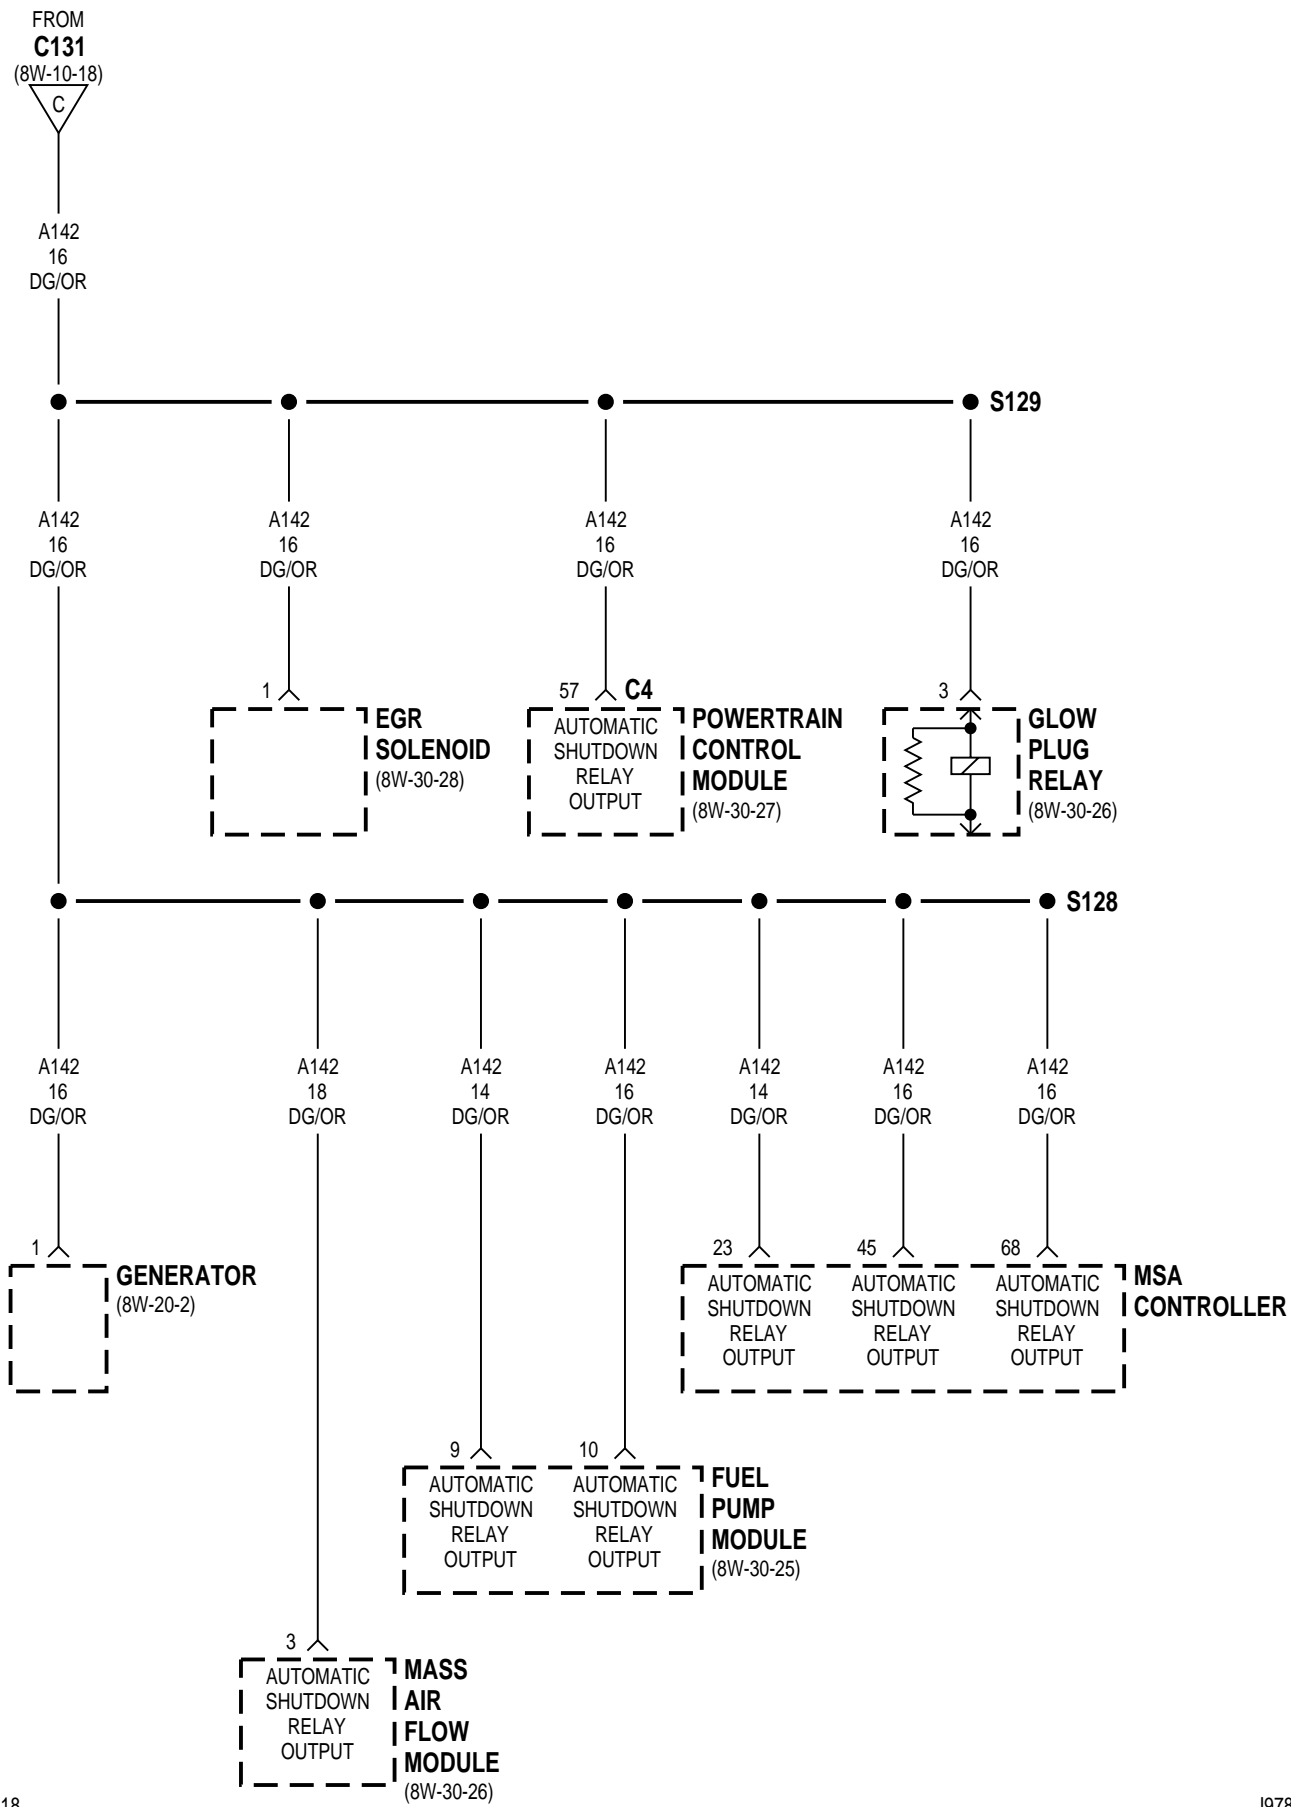 FROM
C131
(8W-10-18)
C
A142
16
DG/OR
S129
A142
16
DG/OR
A142
16
DG/OR
A142
16
DG/OR
A142
16
DG/OR
1
57
C4
3
EGR
SOLENOID
(8W-30-28)
AUTOMATIC
SHUTDOWN
RELAY
OUTPUT
POWERTRAIN
CONTROL
MODULE
(8W-30-27)
GLOW
PLUG
RELAY
(8W-30-26)
S128
A142
16
DG/OR
A142
18
DG/OR
A142
14
DG/OR
A142
16
DG/OR
A142
14
DG/OR
A142
16
DG/OR
A142
16
DG/OR
1
GENERATOR
(8W-20-2)
23
45
68
AUTOMATIC
SHUTDOWN
RELAY
OUTPUT
AUTOMATIC
SHUTDOWN
RELAY
OUTPUT
AUTOMATIC
SHUTDOWN
RELAY
OUTPUT
MSA
CONTROLLER
9
10
AUTOMATIC
SHUTDOWN
RELAY
OUTPUT
AUTOMATIC
SHUTDOWN
RELAY
OUTPUT
FUEL
PUMP
MODULE
(8W-30-25)
3
AUTOMATIC
SHUTDOWN
RELAY
OUTPUT
MASS
AIR
FLOW
MODULE
(8W-30-26)